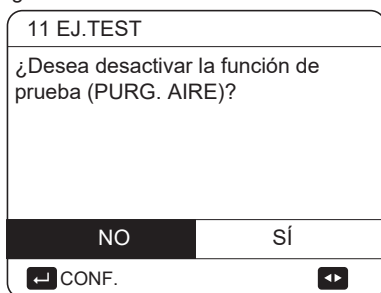 11 EJ.TEST
¿Desea desactivar la función de
prueba (PURG. AIRE)?
NO SÍ
CONF.